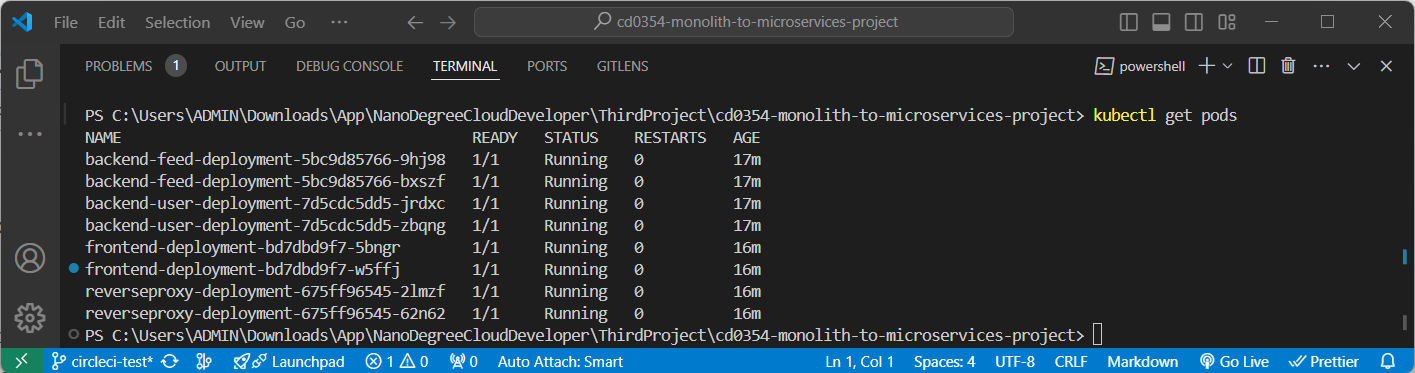 File Edit Selection View Go ... cd0354-monolith-to-microservices-project
PROBLEMS 1 OUTPUT DEBUG CONSOLE TERMINAL PORTS GITLENS powershell
PS C:\Users\ADMIN\Downloads\App\NanoDegreeCloudDeveloper\ThirdProject\cd0354-monolith-to-microservices-project> kubectl get pods
NAME READY STATUS RESTARTS AGE
backend-feed-deployment-5bc9d85766-9hj98 1/1 Running 0 17m
backend-feed-deployment-5bc9d85766-bxszf 1/1 Running 0 17m
backend-user-deployment-7d5cdc5dd5-jrdxc 1/1 Running 0 17m
backend-user-deployment-7d5cdc5dd5-zbqng 1/1 Running 0 17m
frontend-deployment-bd7dbd9f7-5bngr 1/1 Running 0 16m
frontend-deployment-bd7dbd9f7-w5ffj 1/1 Running 0 16m
reverseproxy-deployment-675ff96545-2lmzf 1/1 Running 0 16m
reverseproxy-deployment-675ff96545-62n62 1/1 Running 0 16m
PS C:\Users\ADMIN\Downloads\App\NanoDegreeCloudDeveloper\ThirdProject\cd0354-monolith-to-microservices-project>
circleci-test* Launchpad 1 0 0 Auto Attach: Smart Ln 1, Col 1 Spaces: 4 UTF-8 CRLF Markdown Go Live Prettier